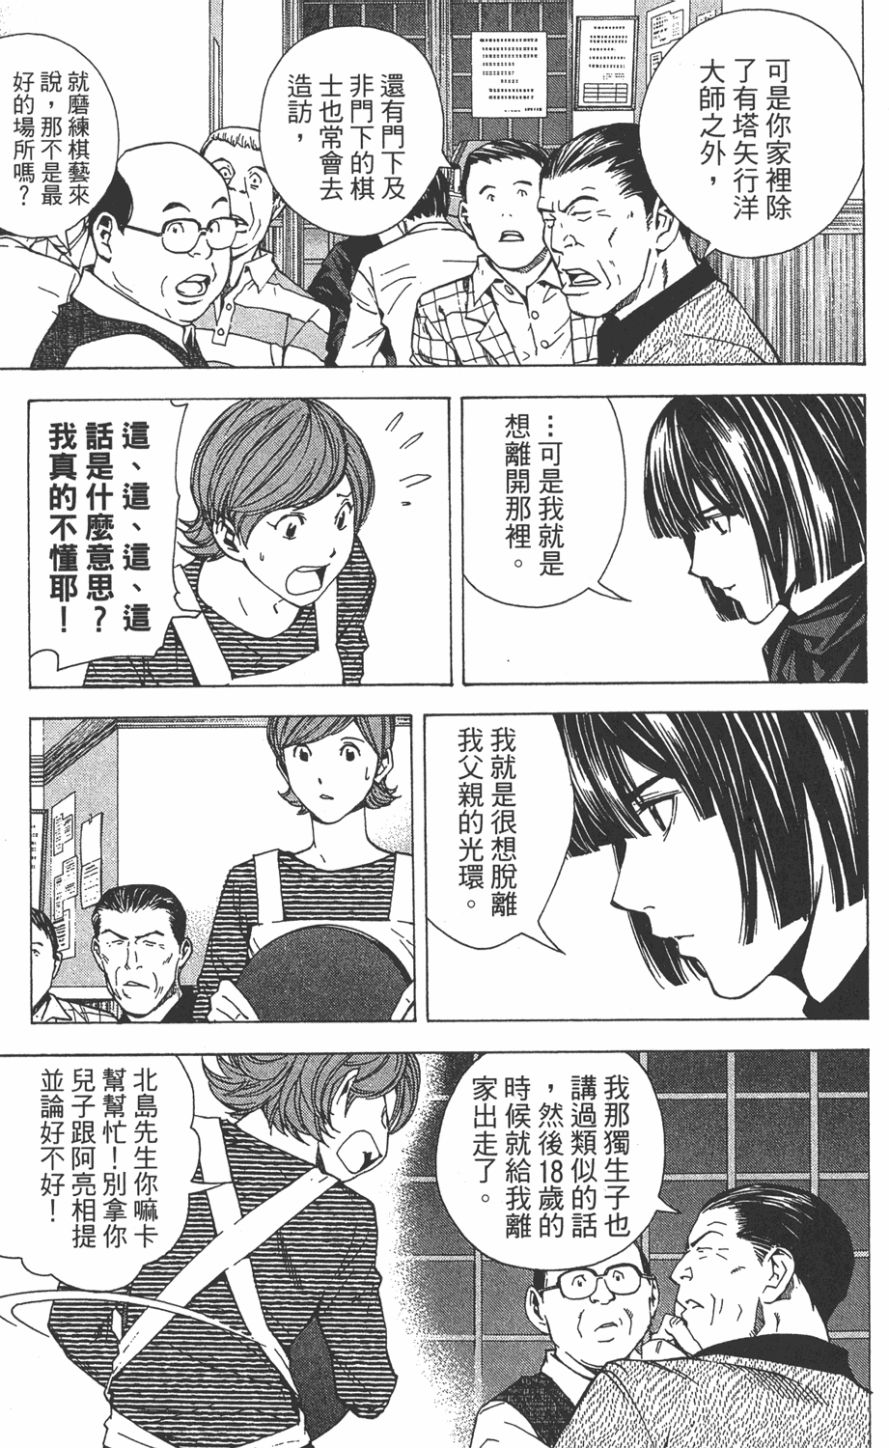 可是你家裡除
了有塔矢行洋
大師之外，
還有門下及
非門下的棋
士也常會去
造訪，
就磨練棋藝來
說，那不是最
好的場所嗎？
…可是我就是
想離開那裡。
這、這、這、這
話是什麼意思？
我真的不懂耶！
我就是很想脫離
我父親的光環。
我那獨生子也
講過類似的話
，然後18歲的
時候就給我離
家出走了。
北島先生你嘛卡
幫幫忙！別拿你
兒子跟阿亮相提
並論好不好！